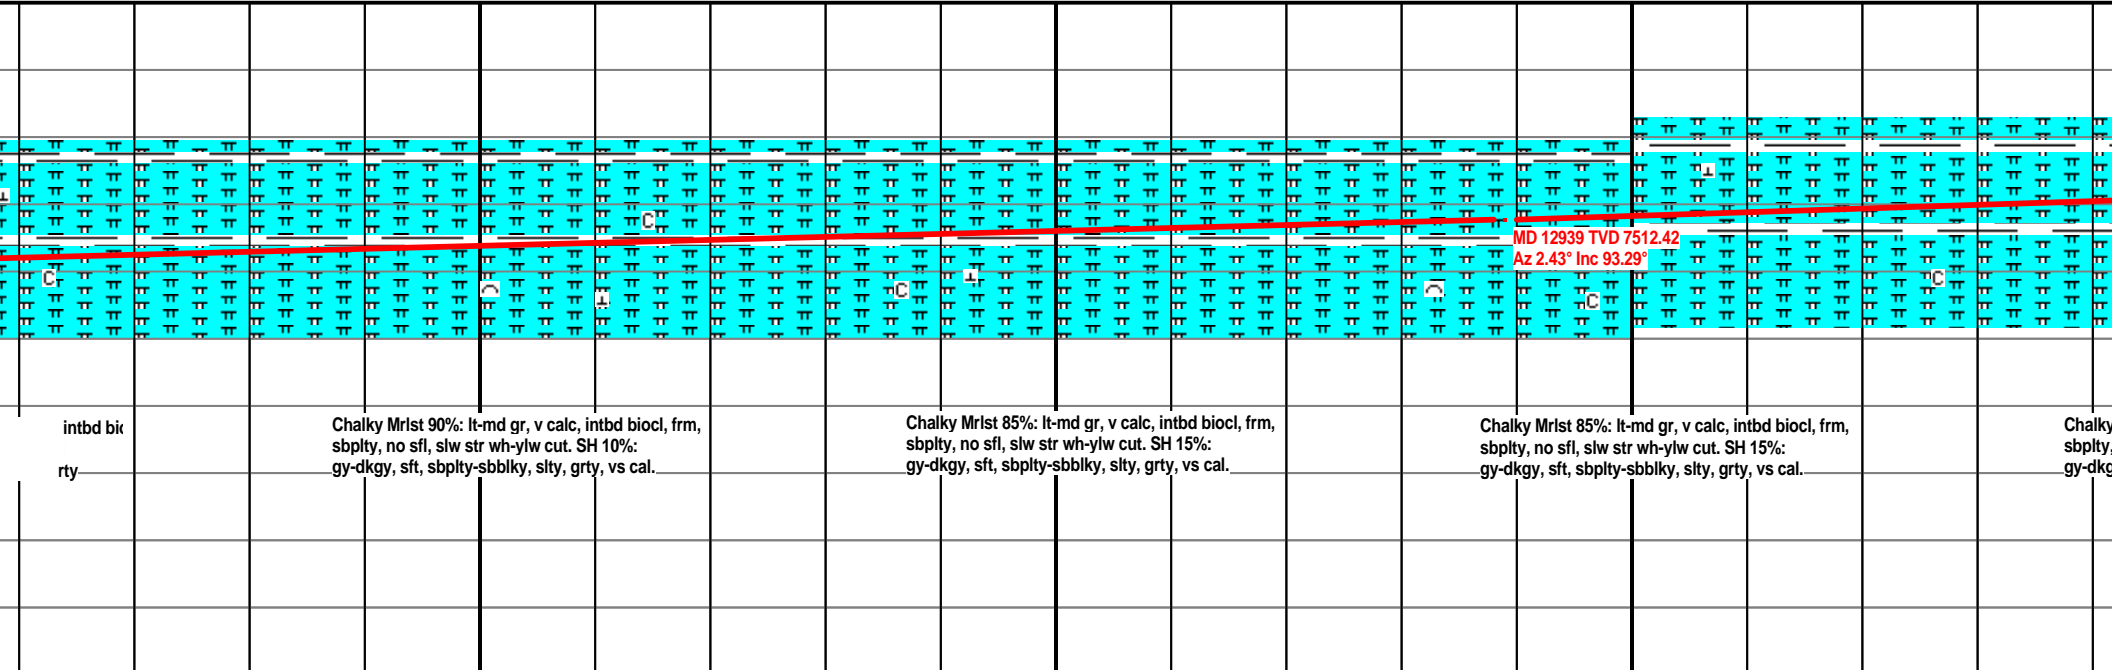 MD 12939 TVD 7512.42
Az 2.43° Inc 93.29°
intbd bio
rty
Chalky Mrlst 90%: lt-md gr, v calc, intbd biocl, frm,
sbplty, no sfl, slw str wh-ylw cut. SH 10%:
gy-dkgy, sft, sbplty-sbblky, slty, grty, vs cal.
Chalky Mrlst 85%: lt-md gr, v calc, intbd biocl, frm,
sbplty, no sfl, slw str wh-ylw cut. SH 15%:
gy-dkgy, sft, sbplty-sbblky, slty, grty, vs cal.
Chalky Mrlst 85%: lt-md gr, v calc, intbd biocl, frm,
sbplty, no sfl, slw str wh-ylw cut. SH 15%:
gy-dkgy, sft, sbplty-sbblky, slty, grty, vs cal.
Chalky
sbplty,
gy-dkg